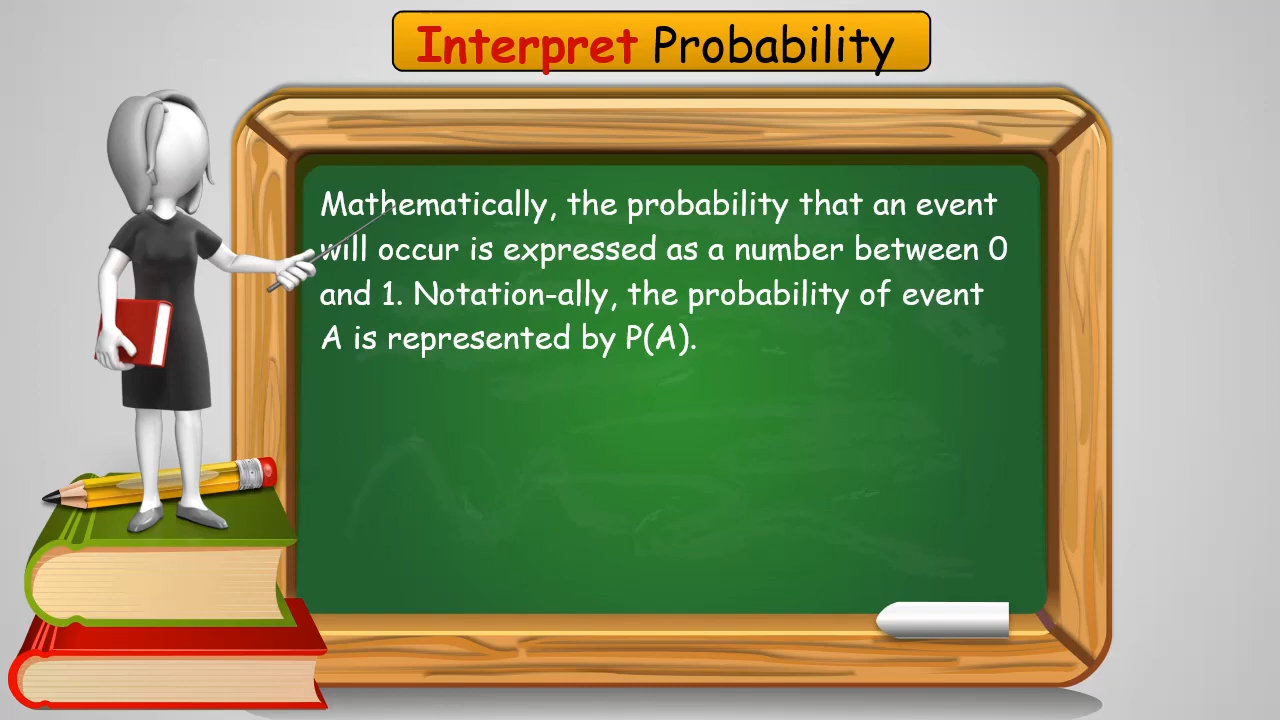 Interpret Probability
Mathematically, the probability that an event
will occur is expressed as a number between 0
and 1. Notation-ally, the probability of event
A is represented by P(A).